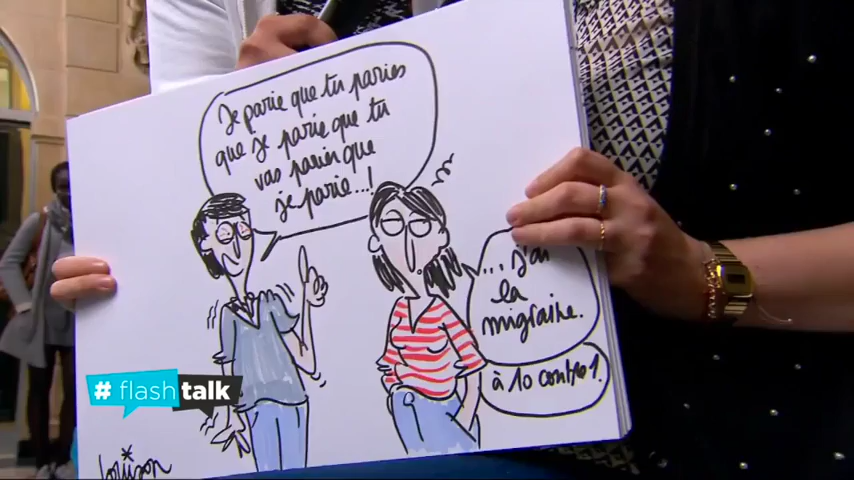 Je parie que tu paries
que je parie que tu
vas parier que
je parie...!
...j'ai
la
migraine.
à 10 contre 1.
#flashtalk